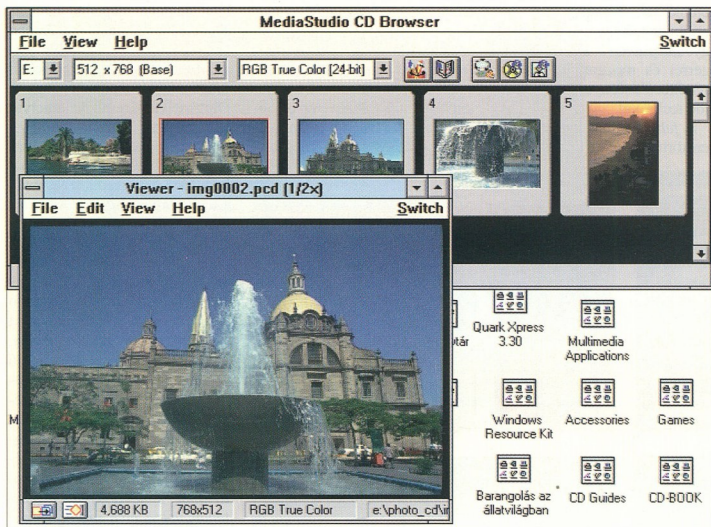 MediaStudio CD Browser
File View Help Switch
E: 512 x 768 (Base) RGB True Color [24-bit]
1 2 3 4 5
Viewer - img0002.pcd (1/2x)
File Edit View Help Switch
4,688 KB 768x512 RGB True Color e:\photo_cd\i
Quark Xpress
3.30
Multimedia
Applications
Windows
Resource Kit
Accessories
Games
Barangolás az
állatvilágban
CD Guides
CD-BOOK